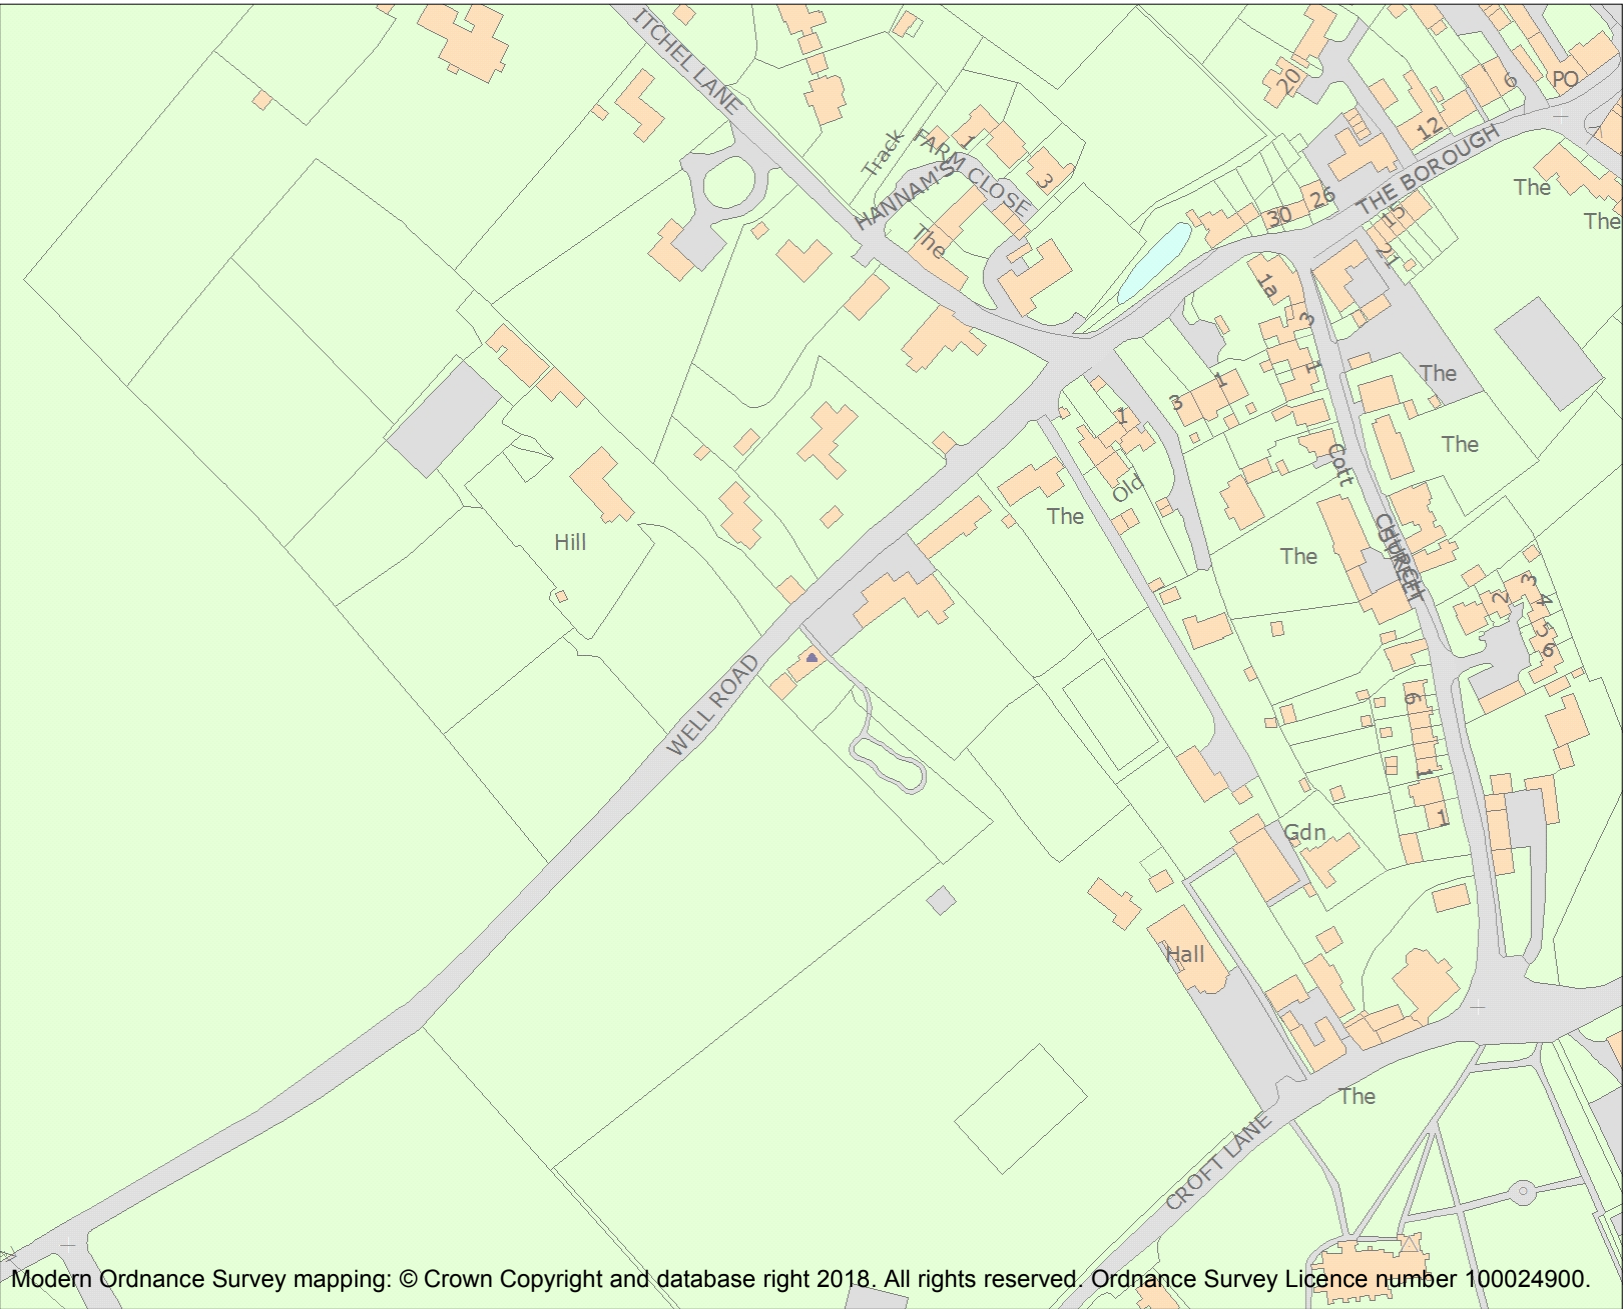 ITCHEL LANE
PO
6
20
12
Track
1
HANNAM'S
FARM CLOSE
3
THE BOROUGH
The
26
30
15
The
The
21
1a
3
1
The
1
3
1
The
Cott
Old
The
Hill
The
CHURCH
STREET
3
2
4
5
6
WELL ROAD
6
1
1
Gdn
Hall
The
CROFT LANE
Modern Ordnance Survey mapping: © Crown Copyright and database right 2018. All rights reserved. Ordnance Survey Licence number 100024900.